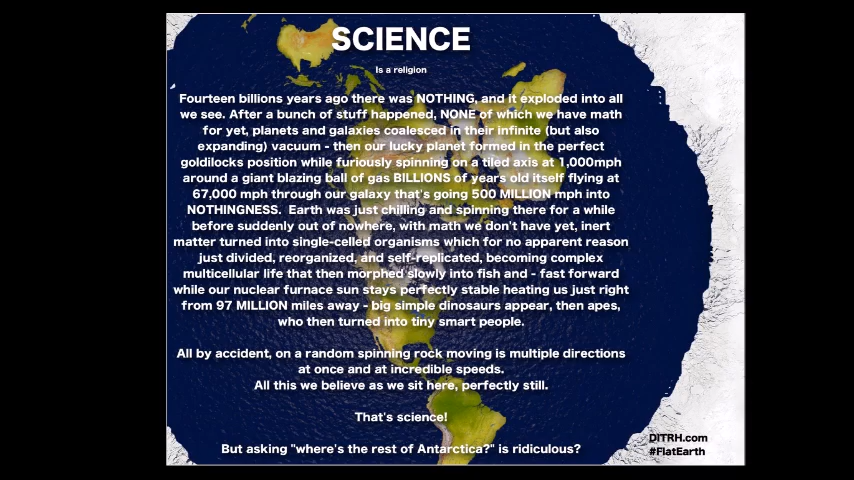 SCIENCE
Is a religion
Fourteen billions years ago there was NOTHING, and it exploded into all
we see. After a bunch of stuff happened, NONE of which we have math
for yet, planets and galaxies coalesced in their infinite (but also
expanding) vacuum - then our lucky planet formed in the perfect
goldilocks position while furiously spinning on a tiled axis at 1,000mph
around a giant blazing ball of gas BILLIONS of years old itself flying at
67,000 mph through our galaxy that's going 500 MILLION mph into
NOTHINGNESS. Earth was just chilling and spinning there for a while
before suddenly out of nowhere, with math we don't have yet, inert
matter turned into single-celled organisms which for no apparent reason
just divided, reorganized, and self-replicated, becoming complex
multicellular life that then morphed slowly into fish and - fast forward
while our nuclear furnace sun stays perfectly stable heating us just right
from 97 MILLION miles away - big simple dinosaurs appear, then apes,
who then turned into tiny smart people.
All by accident, on a random spinning rock moving is multiple directions
at once and at incredible speeds.
All this we believe as we sit here, perfectly still.
That's science!
But asking "where's the rest of Antarctica?" is ridiculous?
DITRH.com
#FlatEarth